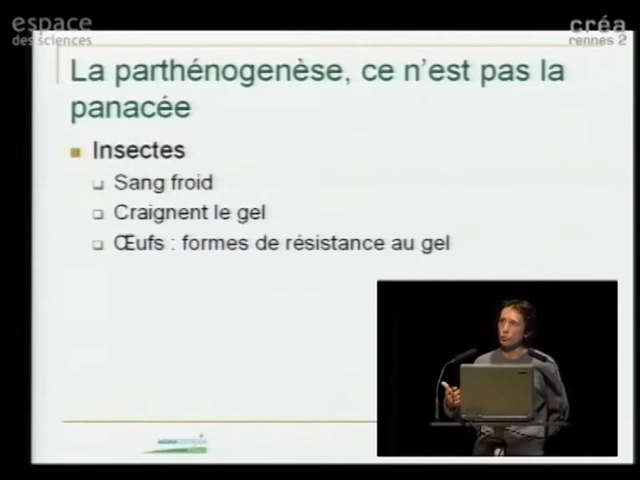 espace
des sciences
créa
rennes 2
La parthénogenèse, ce n'est pas la
panacée
Insectes
Sang froid
Craignent le gel
Œufs : formes de résistance au gel